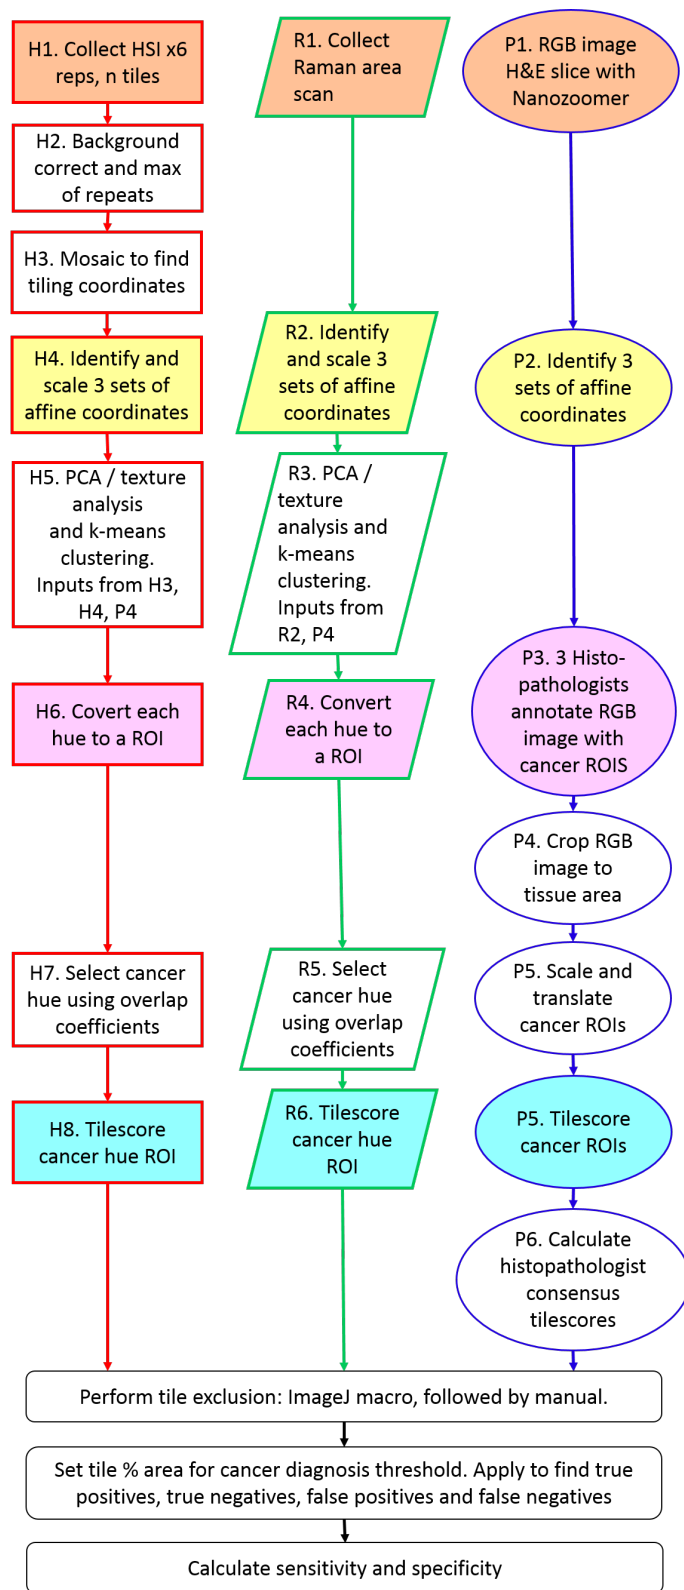 H1. Collect HSI x6
reps, n tiles
H2. Background
correct and max
of repeats
H3. Mosaic to find
tiling coordinates
H4. Identify and
scale 3 sets of
affine coordinates
H5. PCA / texture
analysis
and k-means
clustering.
Inputs from H3,
H4, P4
H6. Covert each
hue to a ROI
H7. Select cancer
hue using overlap
coefficients
H8. Tilescore
cancer hue ROI
R1. Collect
Raman area
scan
R2. Identify
and scale 3
sets of affine
coordinates
R3. PCA /
texture
analysis and
k-means
clustering.
Inputs from
R2, P4
R4. Convert
each hue to
a ROI
R5. Select
cancer hue
using overlap
coefficients
R6. Tilescore
cancer hue
ROI
P1. RGB image
H&E slice with
Nanozoomer
P2. Identify 3
sets of affine
coordinates
P3. 3 Histo-
pathologists
annotate RGB
image with
cancer ROIS
P4. Crop RGB
image to
tissue area
P5. Scale and
translate
cancer ROIs
P5. Tilescore
cancer ROIs
P6. Calculate
histopathologist
consensus
tilescores
Perform tile exclusion: ImageJ macro, followed by manual.
Set tile % area for cancer diagnosis threshold. Apply to find true
positives, true negatives, false positives and false negatives
Calculate sensitivity and specificity